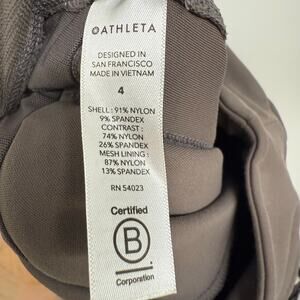 ATHLETA
DESIGNED IN
SAN FRANCISCO
MADE IN VIETNAM
4
SHELL : 91% NYLON
9% SPANDEX
CONTRAST :
74% NYLON
26% SPANDEX
MESH LINING :
87% NYLON
13% SPANDEX
RN 54023
Certified
B
Corporation